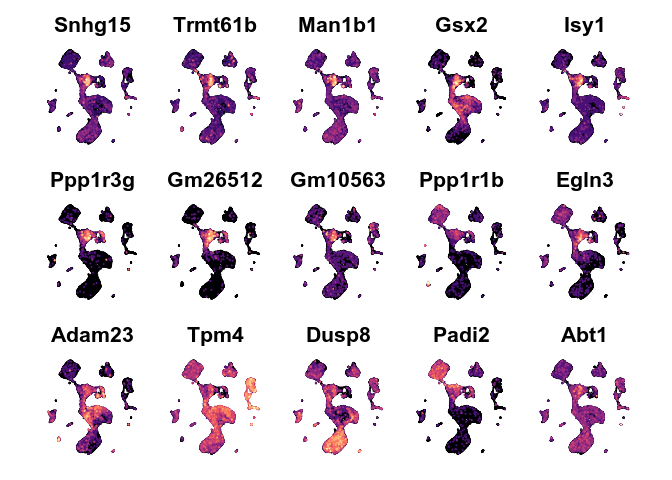 Snhg15 Trmt61b Man1b1 Gsx2 Isy1
Ppp1r3g Gm26512 Gm10563 Ppp1r1b Egln3
Adam23 Tpm4 Dusp8 Padi2 Abt1